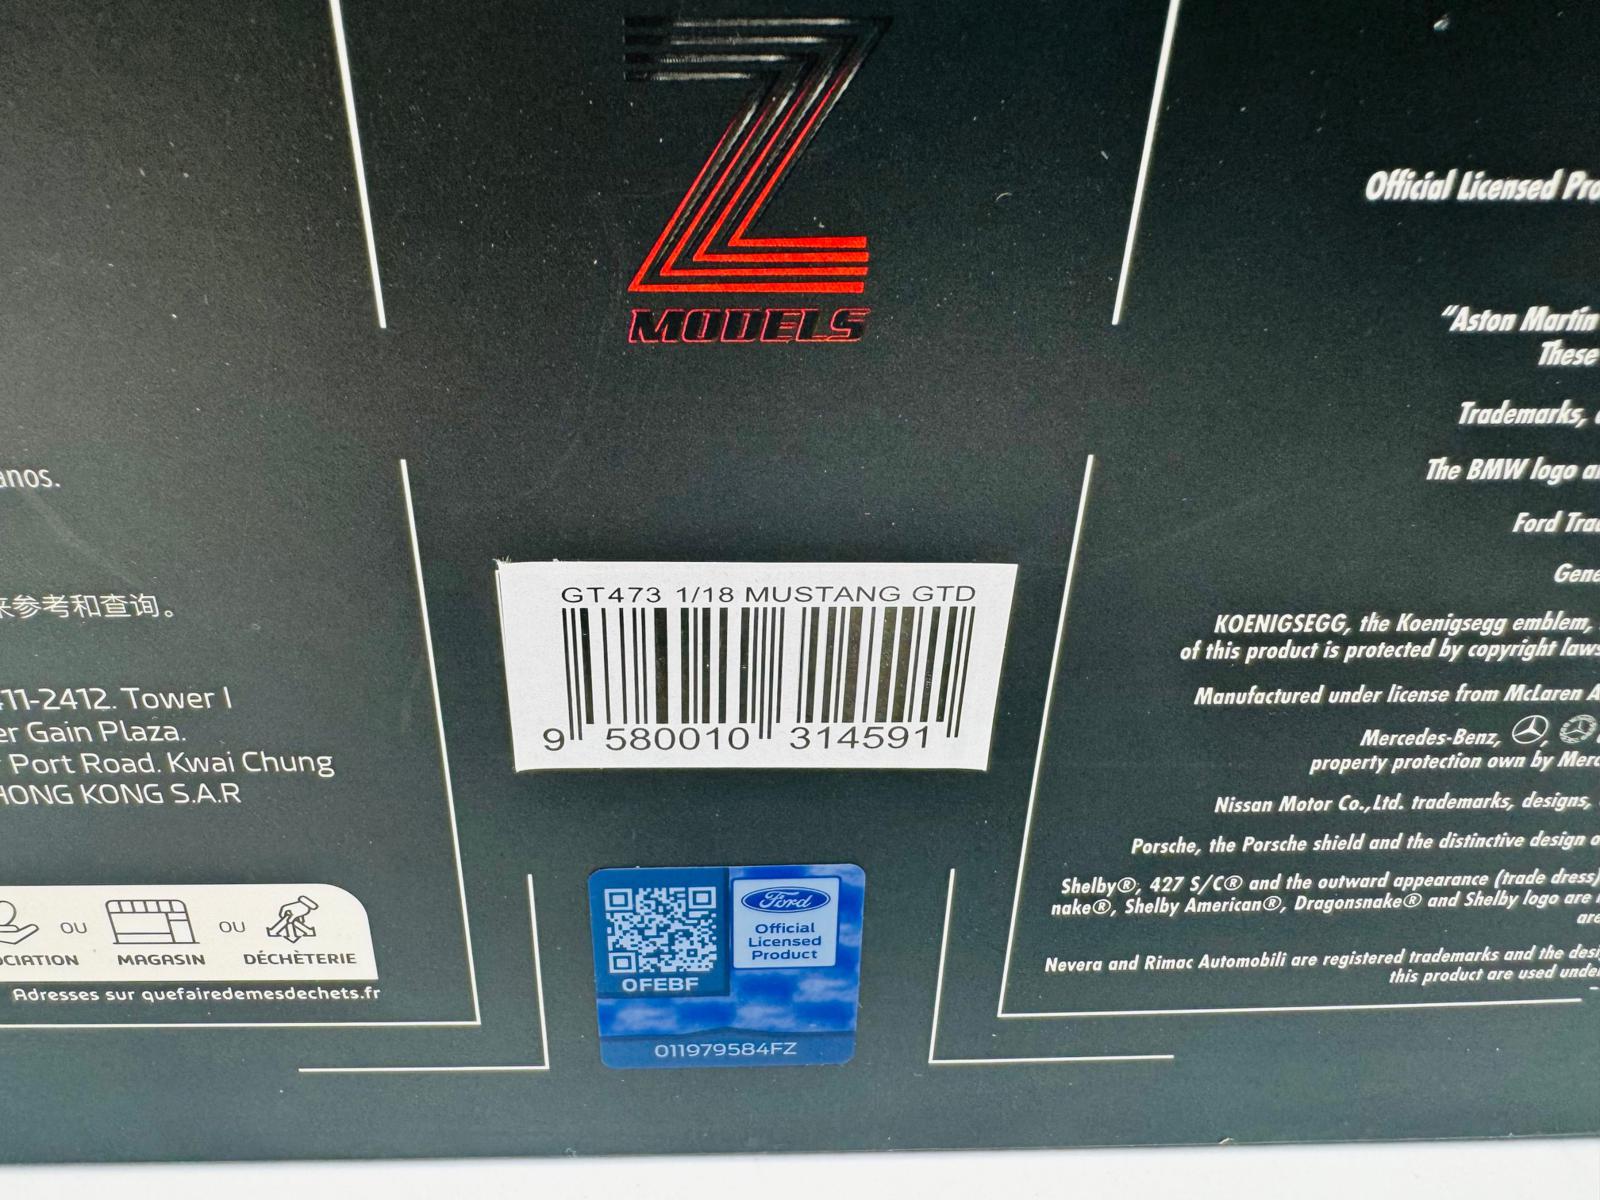 Z
MODELS
anos.
来参考和查询。
411-2412. Tower I
er Gain Plaza.
Port Road. Kwai Chung
HONG KONG S.A.R
OCIATION
OU
MAGASIN
OU
DÉCHÈTERIE
Adresses sur quefairedemesdechets.fr
GT473 1/18 MUSTANG GTD
9 580010 314591
0FEBF
Ford
Official
Licensed
Product
011979584FZ
Official Licensed Pro
"Aston Martin
These
Trademarks,
The BMW logo a
Ford Tra
Gene
KOENIGSEGG, the Koenigsegg emblem,
of this product is protected by copyright laws
Manufactured under license from McLaren A
Mercedes-Benz,
property protection own by Merc
Nissan Motor Co.,Ltd. trademarks, designs,
Porsche, the Porsche shield and the distinctive design
Shelby®, 427 S/C® and the outward appearance (trade dress)
nake®, Shelby American®, Dragonsnake® and Shelby logo are
are
Nevera and Rimac Automobili are registered trademarks and the desi
this product are used unde